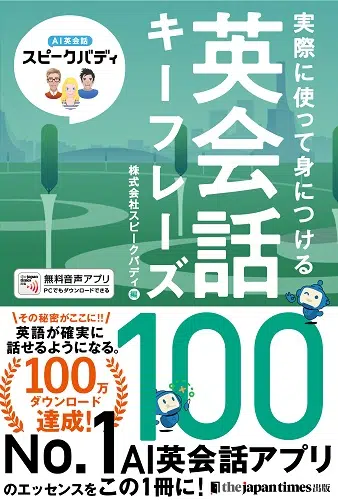 AI英会話
スピークバディ
実際に使って身につける
英会話
キーフレーズ
100
株式会社スピークバディ 編
無料音声アプリ
PCでもダウンロードできる
その秘密がここに!!
英語が確実に
話せるようになる。
100万
ダウンロード
達成!
No.1 AI英会話アプリ
のエッセンスをこの1冊に!
the japan times 出版